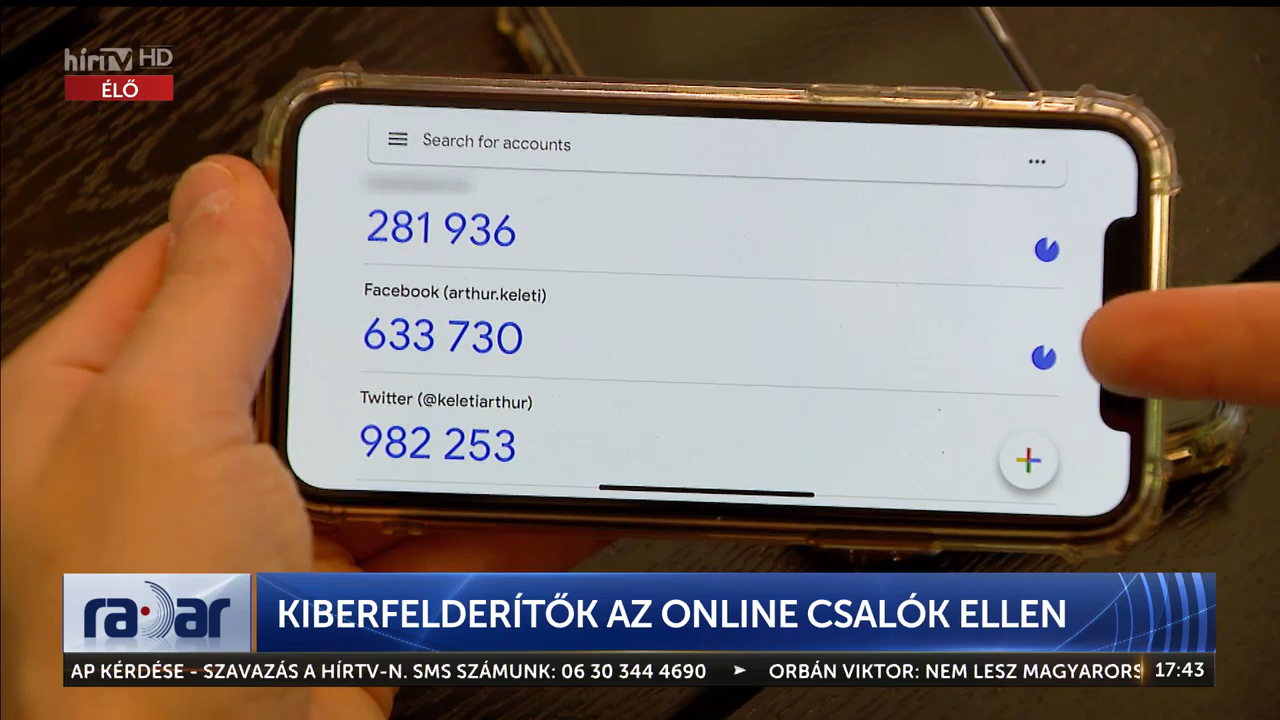 hírTV HD
ÉLŐ
Search for accounts
281 936
Facebook (arthur.keleti)
633 730
Twitter (@keletiarthur)
982 253
radar
KIBERFELDERÍTŐK AZ ONLINE CSALÓK ELLEN
AP KÉRDÉSE - SZAVAZÁS A HÍRTV-N. SMS SZÁMUNK: 06 30 344 4690 ➤ ORBÁN VIKTOR: NEM LESZ MAGYARORS
17:43